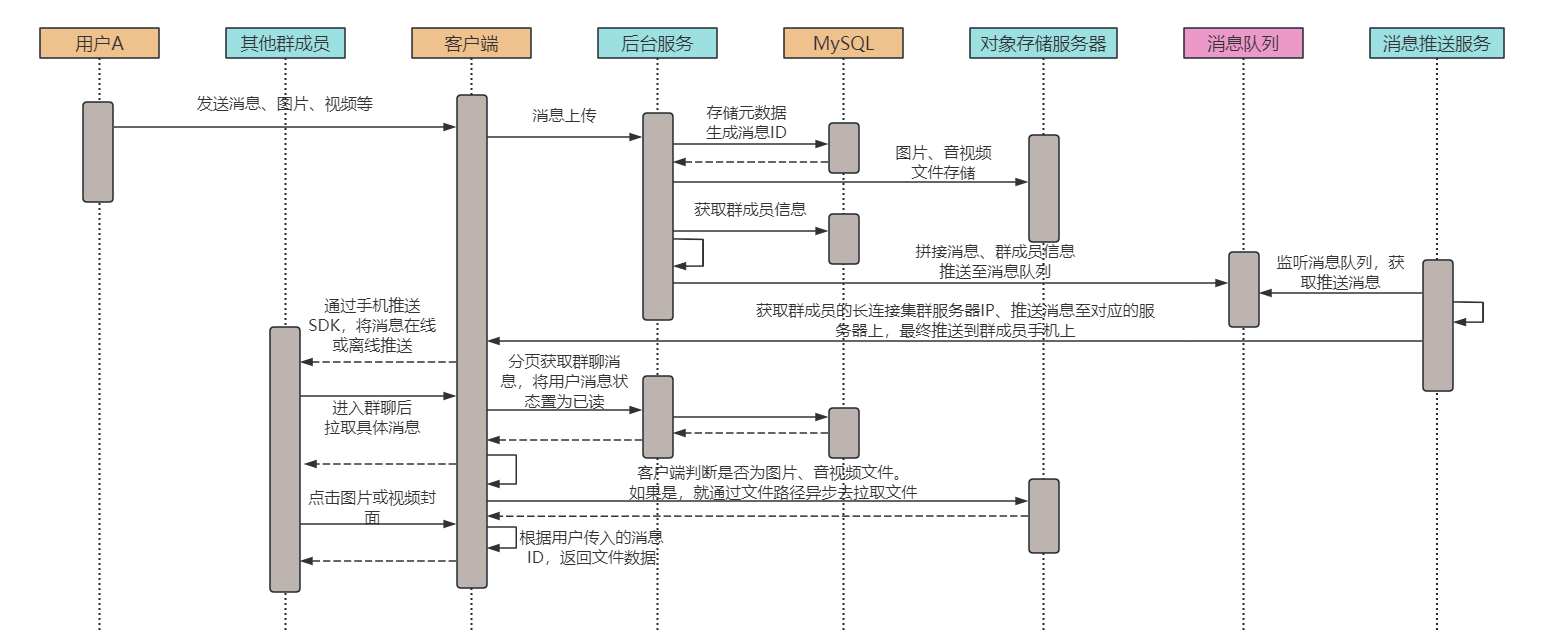 用户A
其他群成员
客户端
后台服务
MySQL
对象存储服务器
消息队列
消息推送服务
发送消息、图片、视频等
消息上传
存储元数据
生成消息ID
图片、音视频
文件存储
获取群成员信息
拼接消息、群成员信息
推送至消息队列
监听消息队列，获
取推送消息
获取群成员的长连接集群服务器IP、推送消息至对应的服
务器上，最终推送到群成员手机上
通过手机推送
SDK，将消息在线
或离线推送
分页获取群聊消
息，将用户消息状
态置为已读
进入群聊后
拉取具体消息
客户端判断是否为图片、音视频文件。
如果是，就通过文件路径异步去拉取文件
点击图片或视频封
面
根据用户传入的消息
ID，返回文件数据